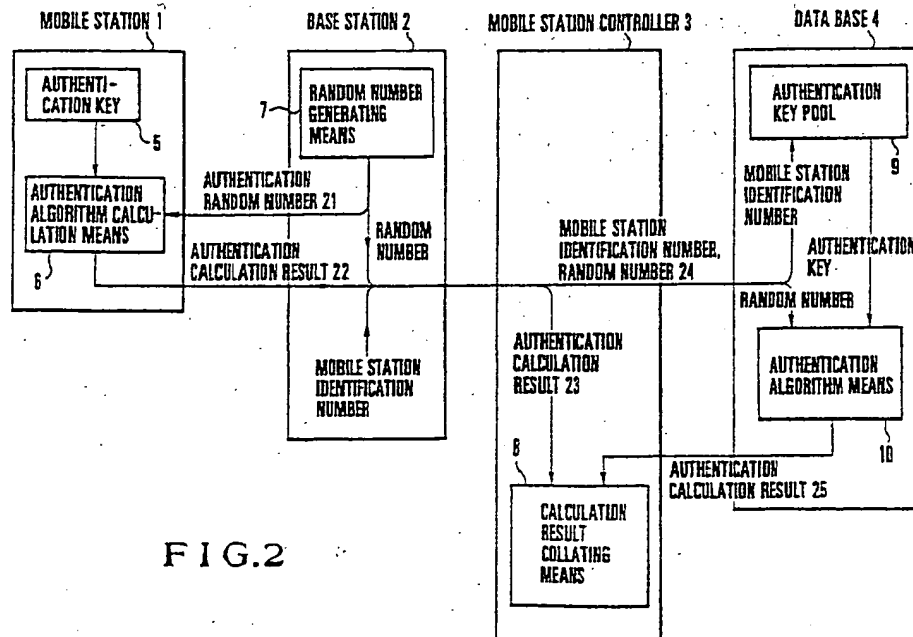 MOBILE STATION 1
BASE STATION 2
MOBILE STATION CONTROLLER 3
DATA BASE 4
AUTHENTI-
CATION KEY
5
7
RANDOM NUMBER
GENERATING
MEANS
AUTHENTICATION
KEY POOL
9
AUTHENTICATION
ALGORITHM CALCU-
LATION MEANS
6
AUTHENTICATION
RANDOM NUMBER 21
AUTHENTICATION
CALCULATION RESULT 22
RANDOM
NUMBER
MOBILE STATION
IDENTIFICATION
NUMBER
MOBILE STATION
IDENTIFICATION NUMBER,
RANDOM NUMBER 24
MOBILE STATION
IDENTIFICATION
NUMBER
AUTHENTICATION
KEY
RANDOM NUMBER
AUTHENTICATION
CALCULATION
RESULT 23
AUTHENTICATION
ALGORITHM MEANS
10
8
AUTHENTICATION
CALCULATION RESULT 25
CALCULATION
RESULT
COLLATING
MEANS
FIG.2